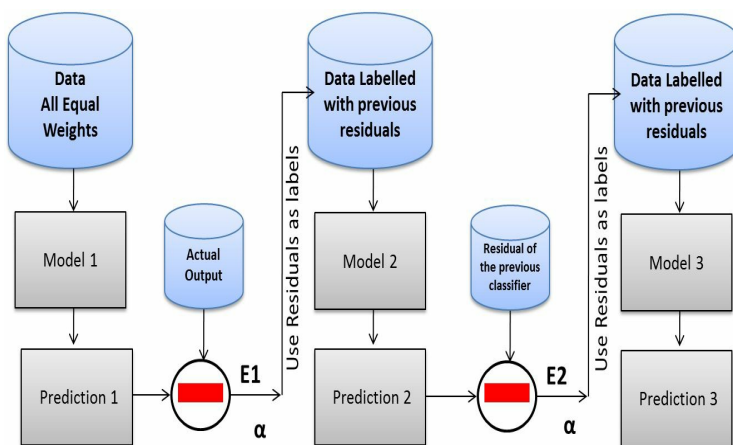 Data
All Equal
Weights
Model 1
Prediction 1
Actual
Output
E1
α
Use Residuals as labels
Data Labelled
with previous
residuals
Model 2
Prediction 2
Residual of
the previous
classifier
E2
α
Use Residuals as labels
Data Labelled
with previous
residuals
Model 3
Prediction 3